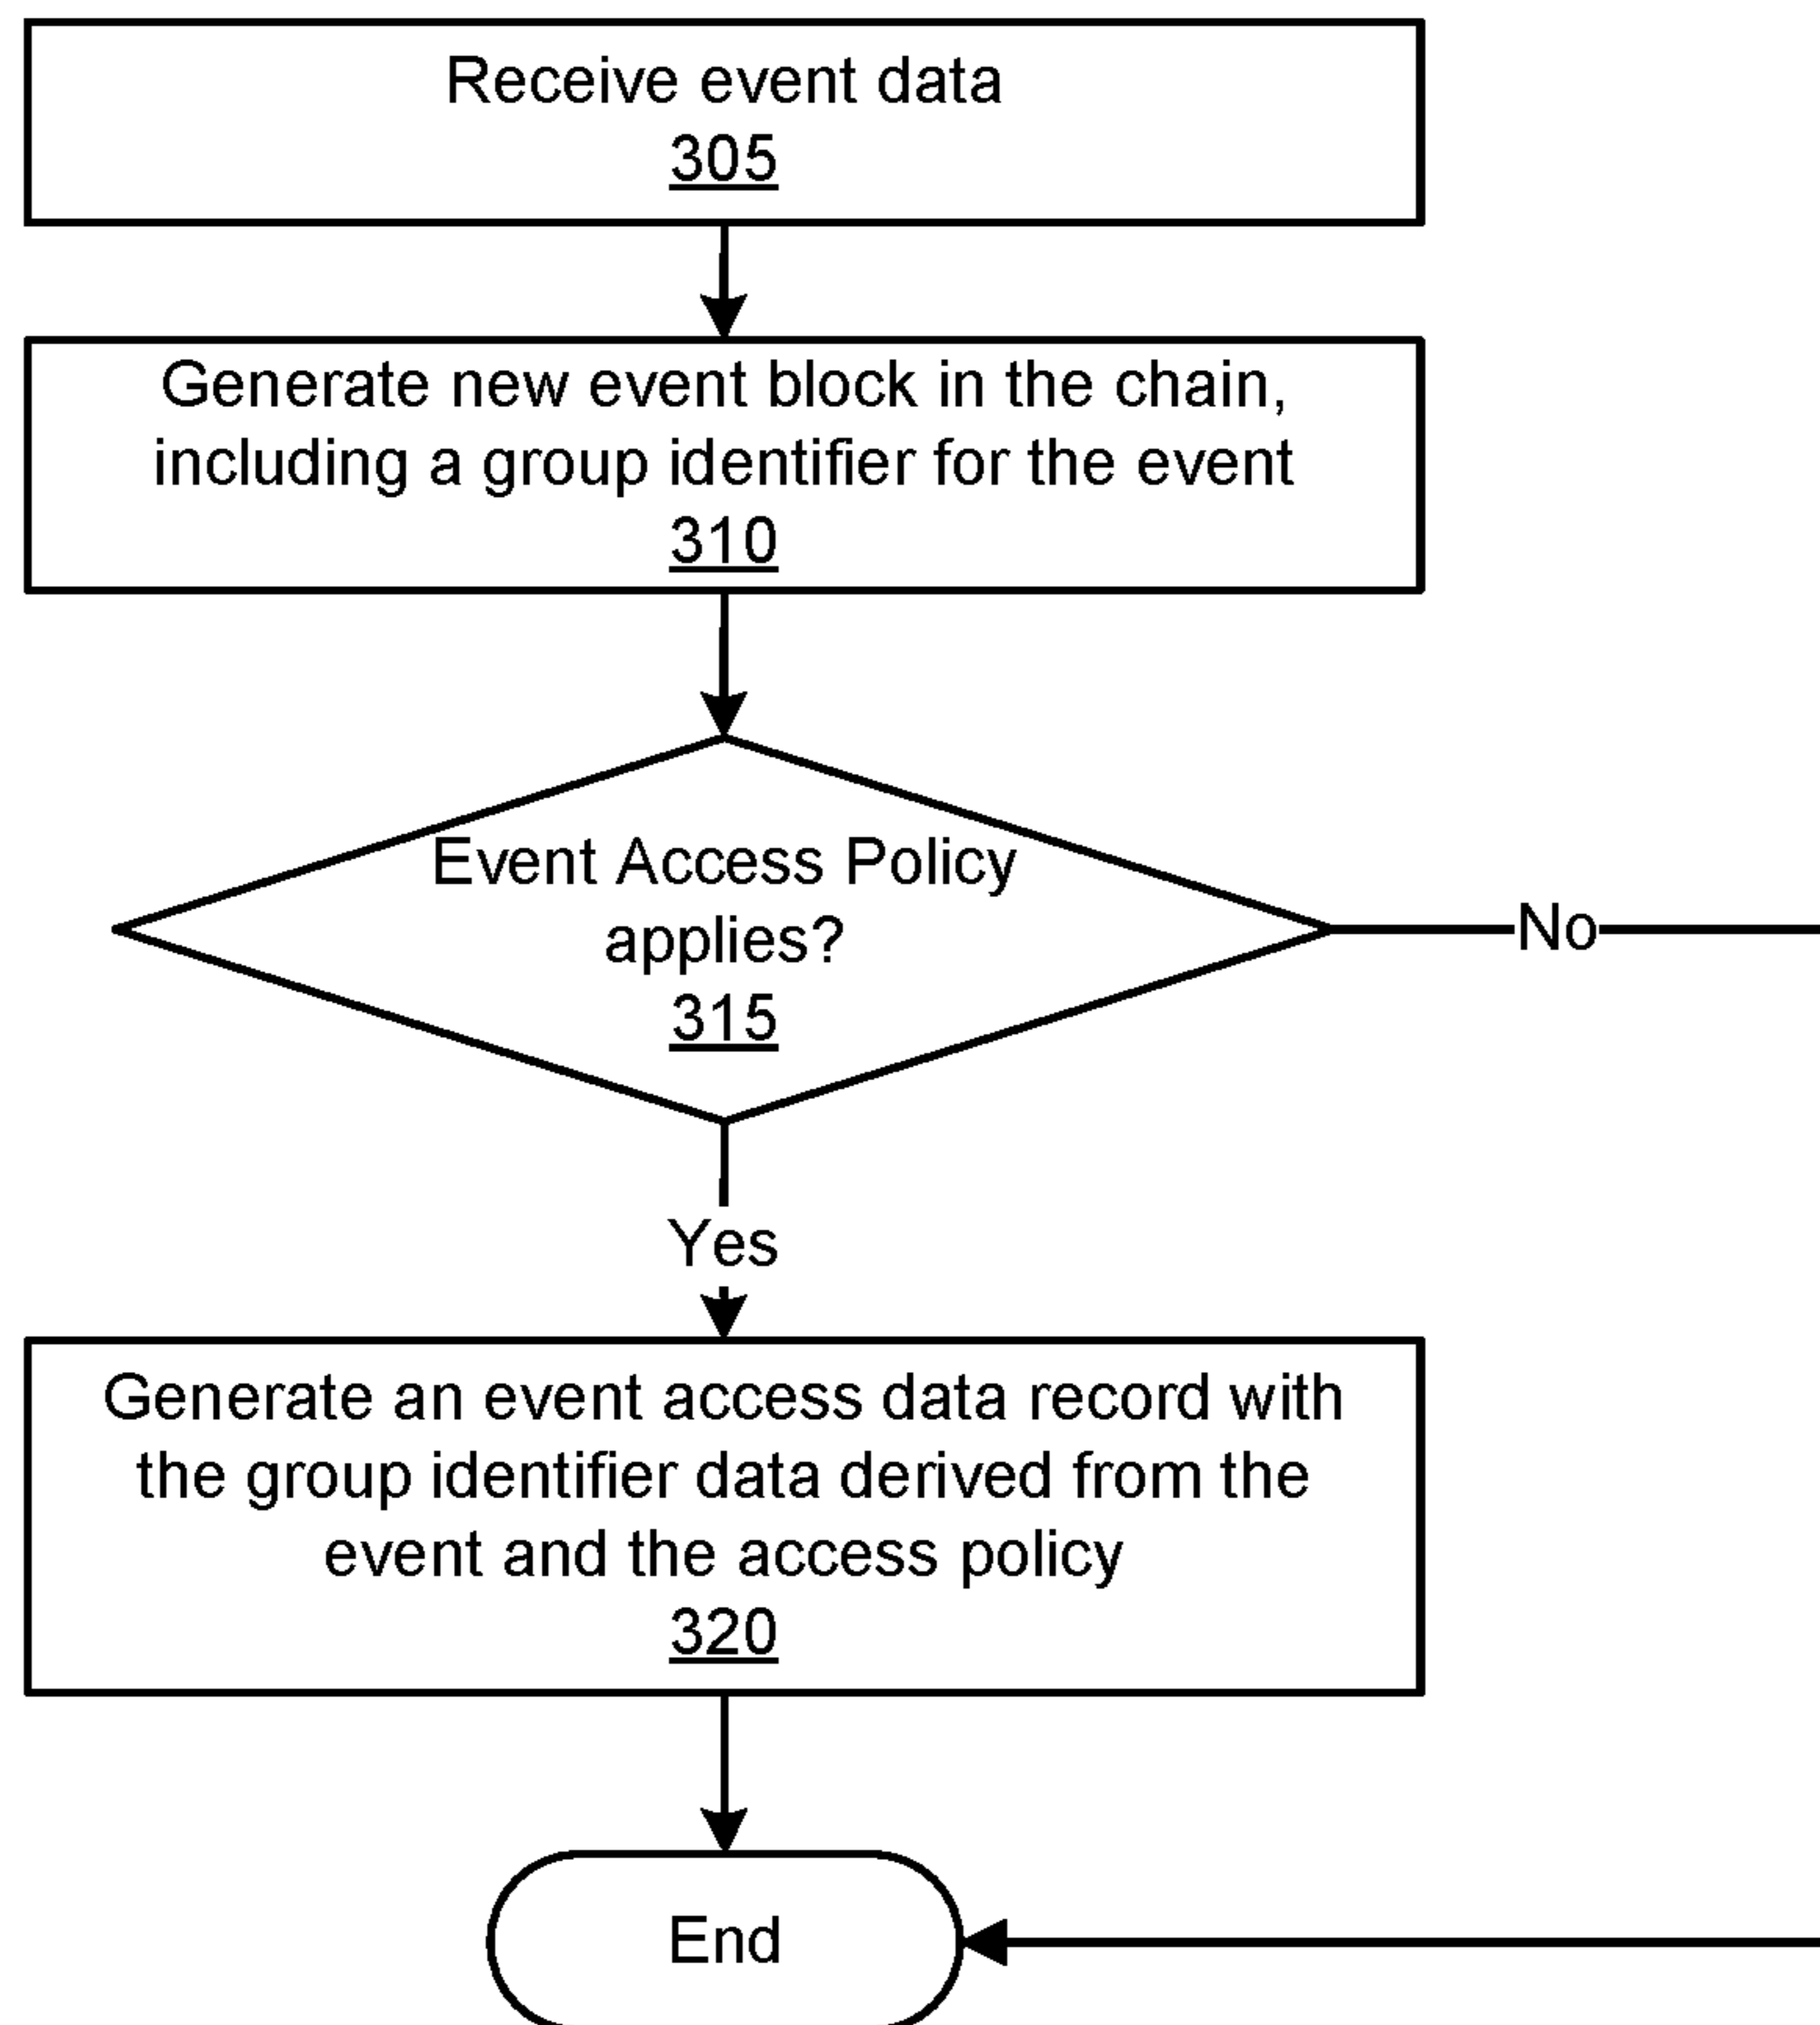 Receive event data
305
Generate new event block in the chain,
including a group identifier for the event
310
Event Access Policy
applies?
315
No
Yes
Generate an event access data record with
the group identifier data derived from the
event and the access policy
320
End